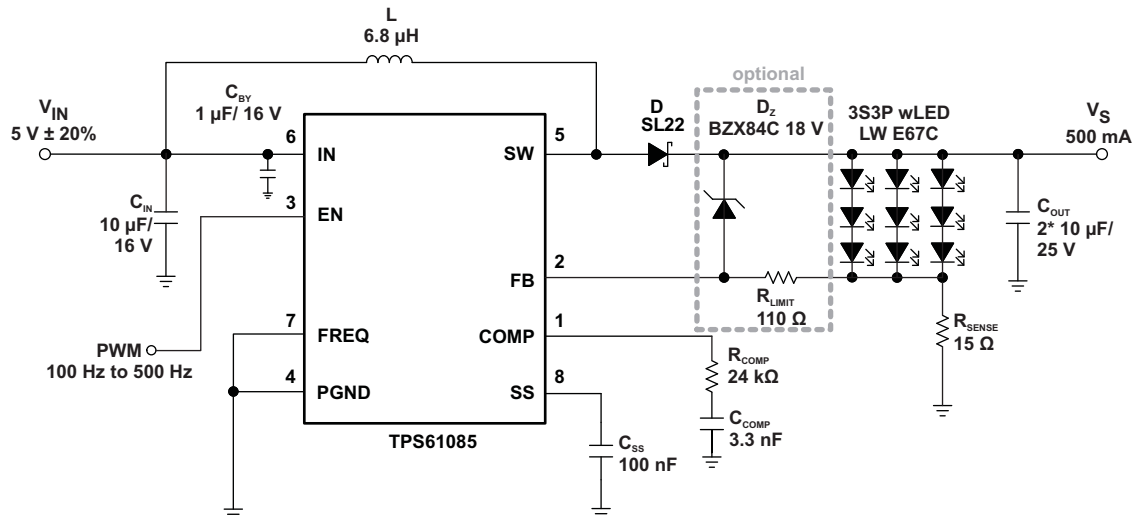 L
6.8 µH
optional
V_IN
5 V ± 20%
C_BY
1 µF/ 16 V
D
SL22
D_Z
BZX84C 18 V
3S3P wLED
LW E67C
V_S
500 mA
6
IN
5
SW
C_IN
10 µF/
16 V
3
EN
C_OUT
2* 10 µF/
25 V
2
FB
R_LIMIT
110 Ω
R_SENSE
15 Ω
7
FREQ
1
COMP
PWM
100 Hz to 500 Hz
R_COMP
24 kΩ
4
PGND
8
SS
C_COMP
3.3 nF
TPS61085
C_SS
100 nF